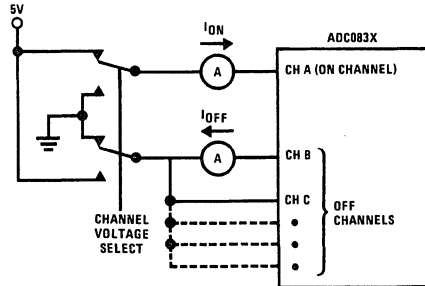 5V
ION
ADC083X
A
CH A (ON CHANNEL)
IOFF
A
CH B
CH C
OFF
CHANNELS
CHANNEL
VOLTAGE
SELECT